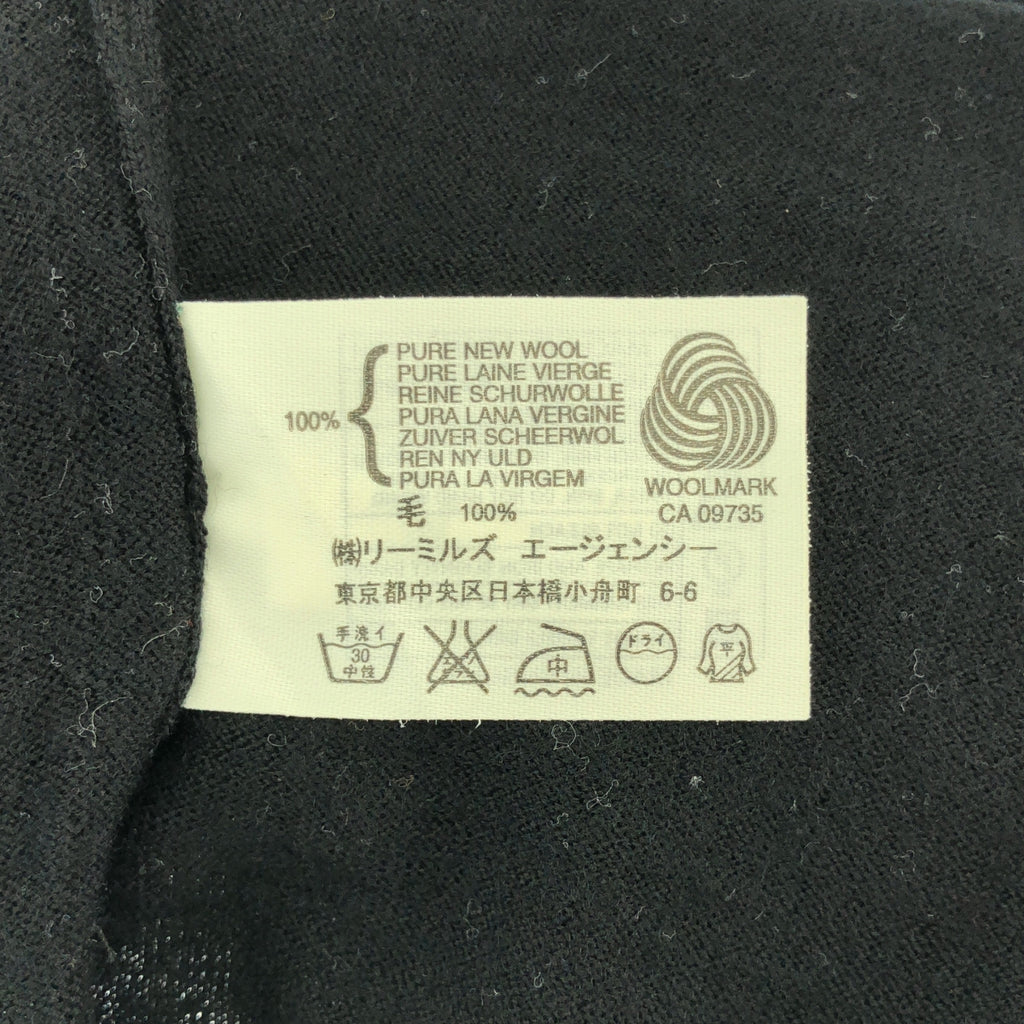 100%
PURE NEW WOOL
PURE LAINE VIERGE
REINE SCHURWOLLE
PURA LANA VERGINE
ZUIVER SCHEERWOL
REN NY ULD
PURA LA VIRGEM
WOOLMARK
CA 09735
毛 100%
㈱リーミルズ エージェンシー
東京都中央区日本橋小舟町 6-6
手洗イ
30
中性
中
ドライ
平